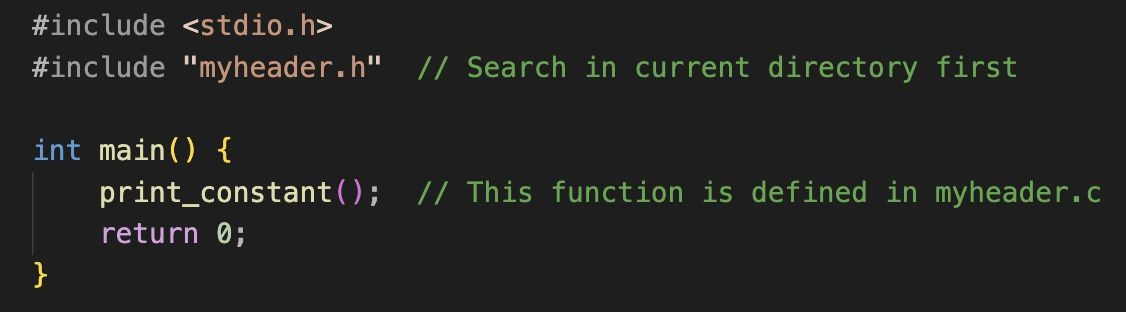 #include <stdio.h>
#include "myheader.h"  // Search in current directory first

int main() {
    print_constant();  // This function is defined in myheader.c
    return 0;
}